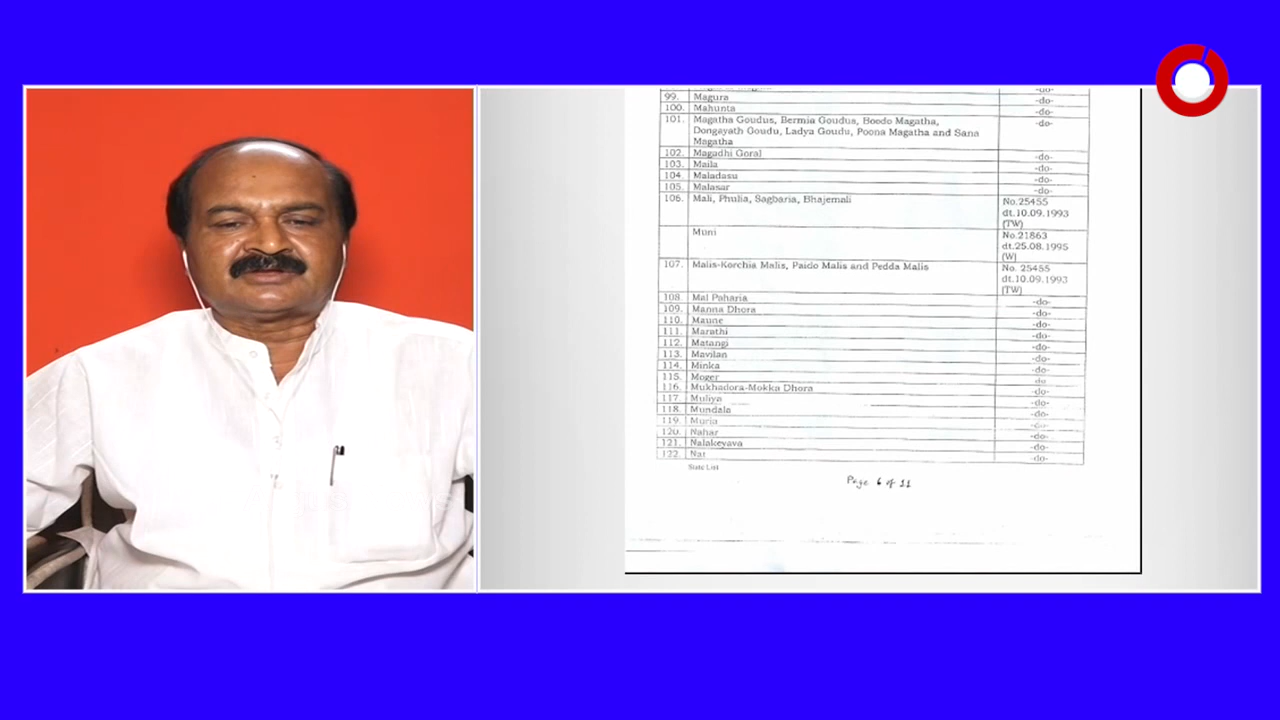 99. Magura -do-
100. Mahunta -do-
101. Magatha Goudus, Bermia Goudus, Boodo Magatha, -do-
Dongayath Goudu, Ladya Goudu, Poona Magatha and Sana
Magatha
102. Magadhi Goral -do-
103. Maila -do-
104. Maladasu -do-
105. Malasar -do-
106. Mali, Phulia, Sagbaria, Bhajemali No.25455
dt.10.09.1993
(TW)
Muni No.21863
dt.25.08.1995
(W)
107. Malis-Korchia Malis, Paido Malis and Pedda Malis No. 25455
dt.10.09.1993
(TW)
108. Mal Paharia -do-
109. Manna Dhora -do-
110. Maune -do-
111. Marathi -do-
112. Matangi -do-
113. Mavilan -do-
114. Minka -do-
115. Moger do
116. Mukhadora-Mokka Dhora -do-
117. Muliya -do-
118. Mundala -do-
119. Muria -do-
120. Nahar -do-
121. Nalakeyava -do-
122. Nat -do-
State List
Page 6 of 11